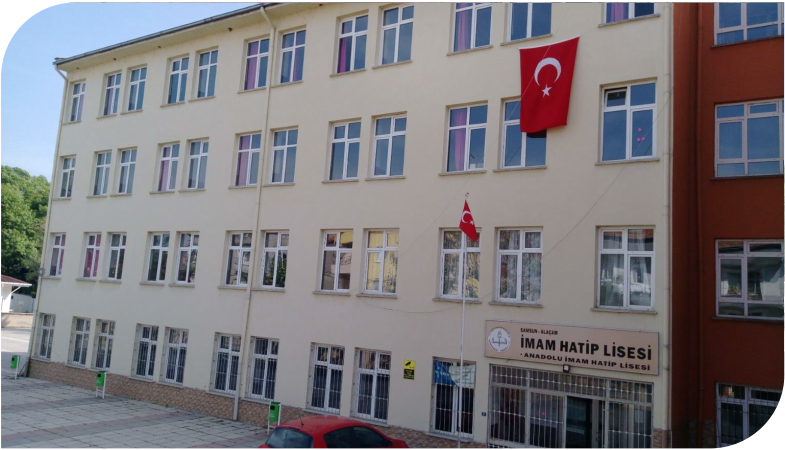 SAMSUN - ALAÇAM
İMAM HATİP LİSESİ
- ANADOLU İMAM HATİP LİSESİ